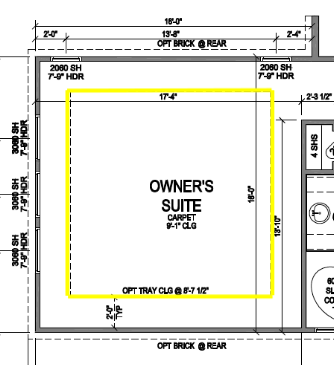 18'-0"
2'-0" 13'-8" 2'-4"
OPT BRICK @ REAR
2060 SH
7'-9" HDR
2060 SH
7'-9" HDR
17'-4"
2'-3 1/2"
3060 SH
7'-9" HDR
3060 SH
7'-9" HDR
3060 SH
7'-9" HDR
4 SHS
OWNER'S
SUITE
CARPET
9'-1" CLG
16'-0"
13'-10"
OPT TRAY CLG @ 8'-7 1/2"
2'-0"
TYP
OPT BRICK @ REAR